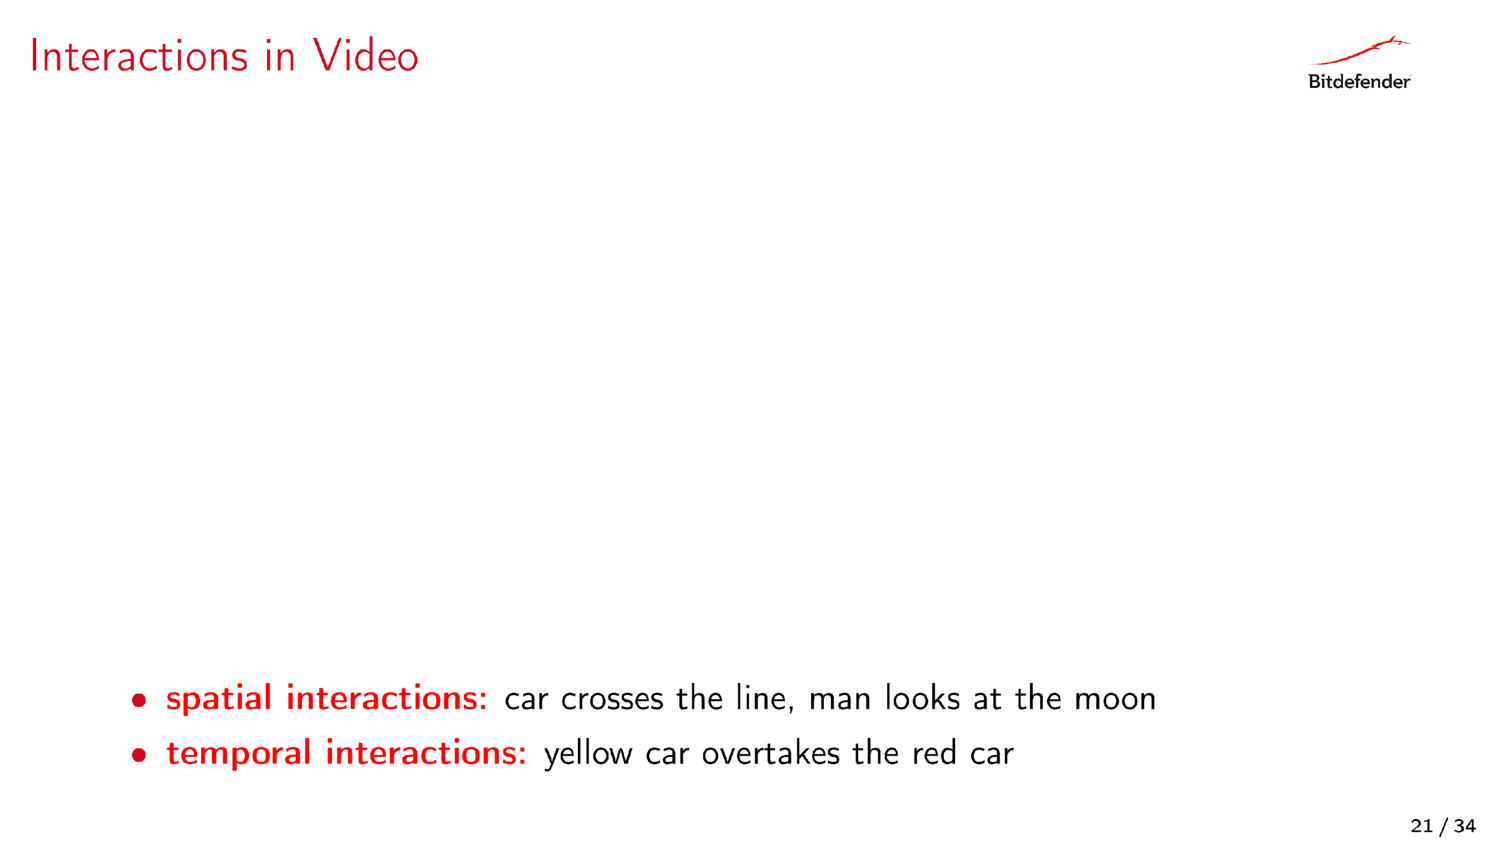 Interactions in Video
Bitdefender
• spatial interactions: car crosses the line, man looks at the moon
• temporal interactions: yellow car overtakes the red car
21 / 34